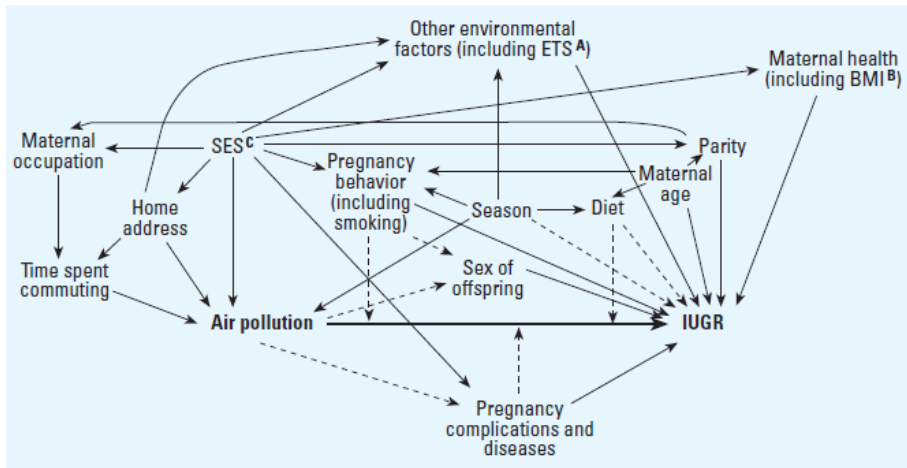 Other environmental
factors (including ETS A)
Maternal health
(including BMI B)
Maternal
occupation
SES C
Parity
Pregnancy
behavior
(including
smoking)
Maternal
age
Home
address
Season
Diet
Time spent
commuting
Sex of
offspring
Air pollution
IUGR
Pregnancy
complications and
diseases